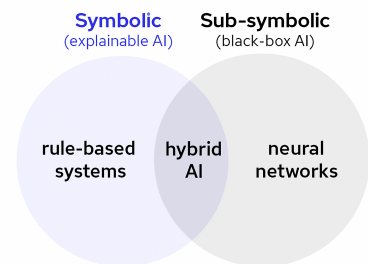 Symbolic
(explainable AI)
Sub-symbolic
(black-box AI)
rule-based
systems
hybrid
AI
neural
networks